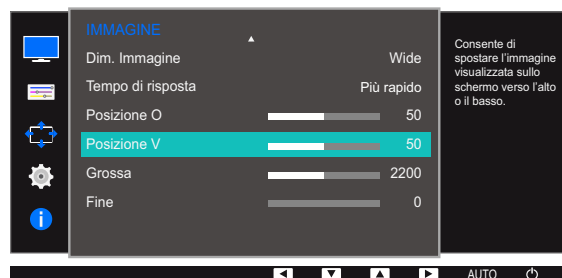 IMMAGINE
Dim. Immagine Wide
Tempo di risposta Più rapido
Posizione O 50
Posizione V 50
Grossa 2200
Fine 0
Consente di
spostare l'immagine
visualizzata sullo
schermo verso l'alto
o il basso.
AUTO